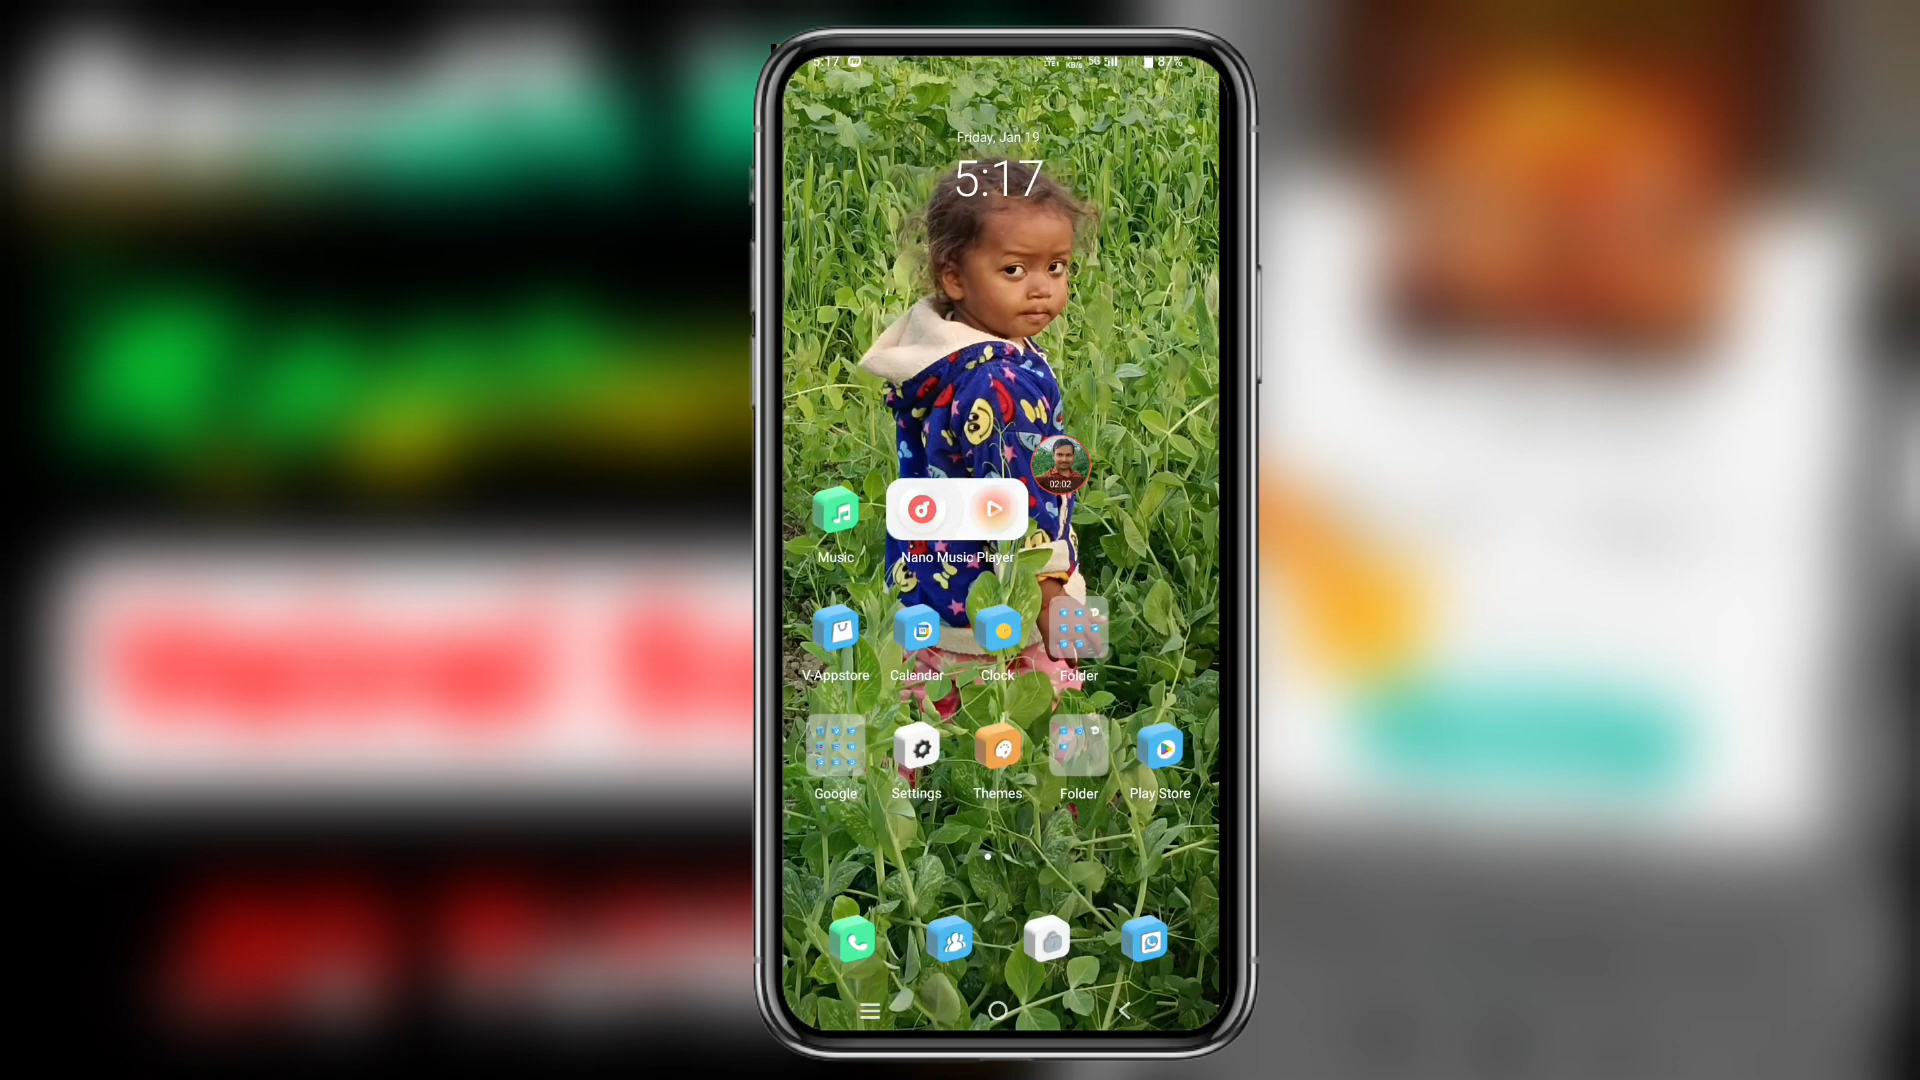 5:17
5G 87%
Friday, Jan 19
5:17
02:02
Music Nano Music Player
V-Appstore Calendar Clock Folder
Google Settings Themes Folder Play Store